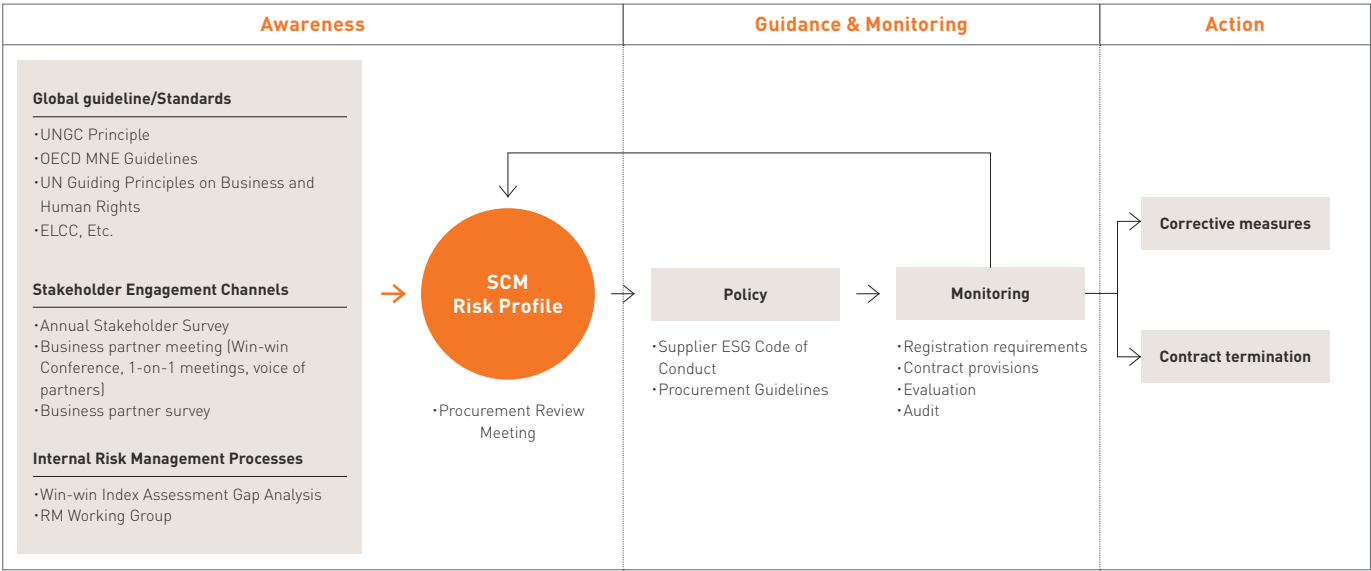 Awareness
Guidance & Monitoring
Action
Global guideline/Standards
·UNGC Principle
·OECD MNE Guidelines
·UN Guiding Principles on Business and
Human Rights
·ELCC, Etc.
Stakeholder Engagement Channels
·Annual Stakeholder Survey
·Business partner meeting (Win-win
Conference, 1-on-1 meetings, voice of
partners)
·Business partner survey
Internal Risk Management Processes
·Win-win Index Assessment Gap Analysis
·RM Working Group
SCM
Risk Profile
·Procurement Review
Meeting
Policy
·Supplier ESG Code of
Conduct
·Procurement Guidelines
Monitoring
·Registration requirements
·Contract provisions
·Evaluation
·Audit
Corrective measures
Contract termination